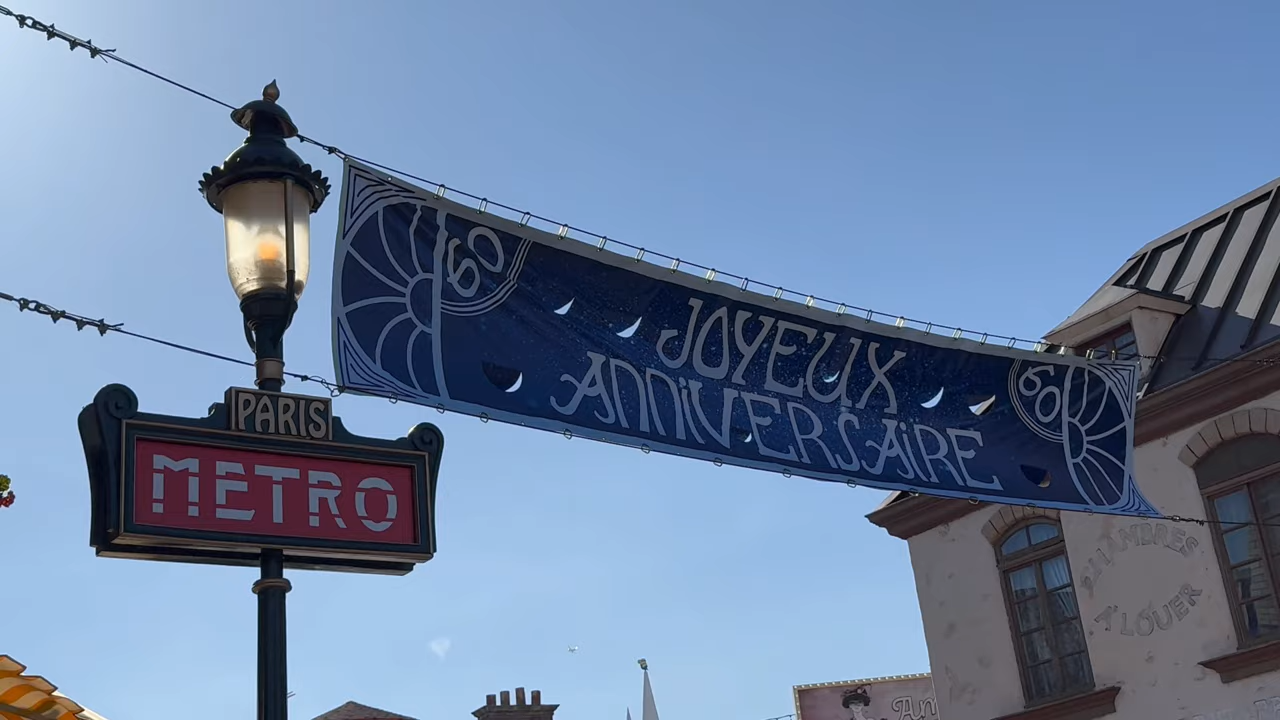 PARIS
METRO
60
JOYEUX
ANNIVERSAIRE
60
CHAMBRES
A LOUER